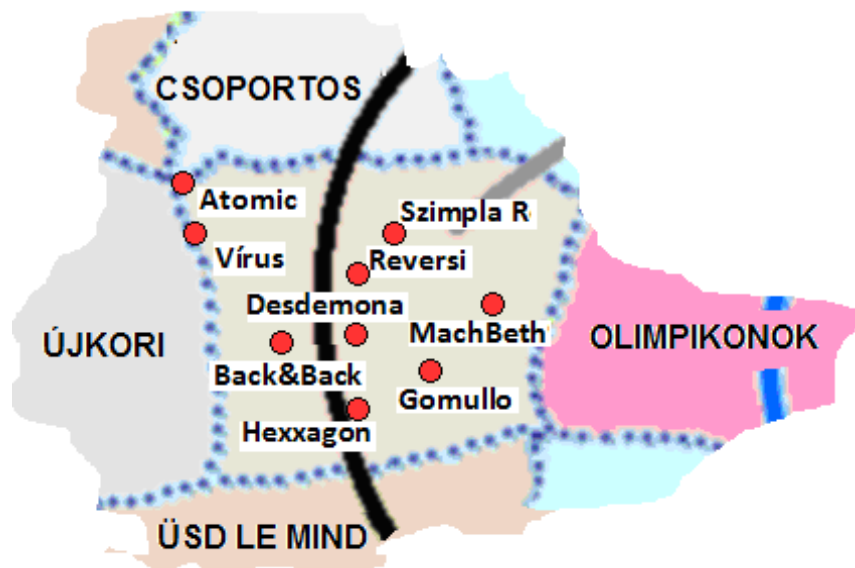 CSOPORTOS
Atomic
Szimpla R
Vírus
Reversi
Desdemona
MachBeth
ÚJKORI
OLIMPIKONOK
Back&Back
Gomullo
Hexxagon
ÜSD LE MIND